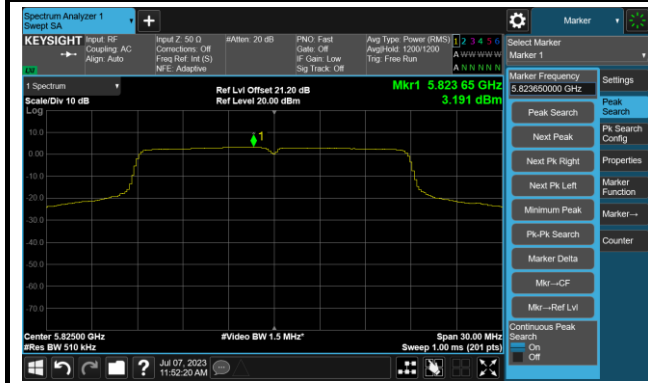 Spectrum Analyzer 1
Swept SA
+
Marker
KEYSIGHT
Input: RF
Coupling: AC
Align: Auto
Input Z: 50 Ω
Corrections: Off
Freq Ref: Int (S)
NFE: Adaptive
#Atten: 20 dB
PNO: Fast
Gate: Off
IF Gain: Low
Sig Track: Off
Avg Type: Power (RMS)
Avg|Hold: 1200/1200
Trig: Free Run
1 2 3 4 5 6
A W W W W W
A N N N N N
Select Marker
Marker 1
1 Spectrum
Scale/Div 10 dB
Ref Lvl Offset 21.20 dB
Ref Level 20.00 dBm
Mkr1 5.823 65 GHz
3.191 dBm
Log
10.0
0.00
-10.0
-20.0
-30.0
-40.0
-50.0
-60.0
-70.0
1
Center 5.82500 GHz
#Res BW 510 kHz
#Video BW 1.5 MHz*
Span 30.00 MHz
Sweep 1.00 ms (201 pts)
Marker Frequency
5.823650000 GHz
Peak Search
Next Peak
Next Pk Right
Next Pk Left
Minimum Peak
Pk-Pk Search
Marker Delta
Mkr→CF
Mkr→Ref Lvl
Continuous Peak
Search
On
Off
Settings
Peak
Search
Pk Search
Config
Properties
Marker
Function
Marker→
Counter
?
Jul 07, 2023
11:52:20 AM